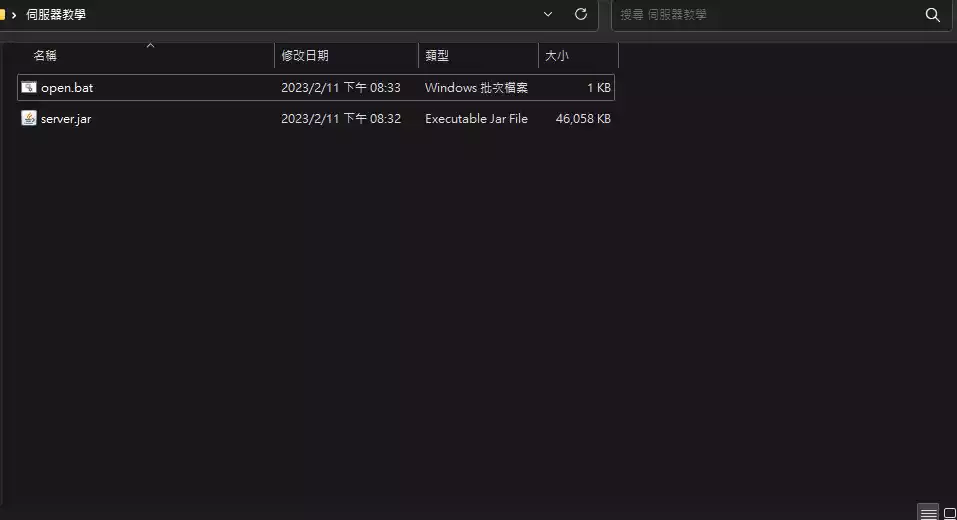 伺服器教學 搜尋 伺服器教學
名稱 修改日期 類型 大小
open.bat 2023/2/11 下午 08:33 Windows 批次檔案 1 KB
server.jar 2023/2/11 下午 08:32 Executable Jar File 46,058 KB